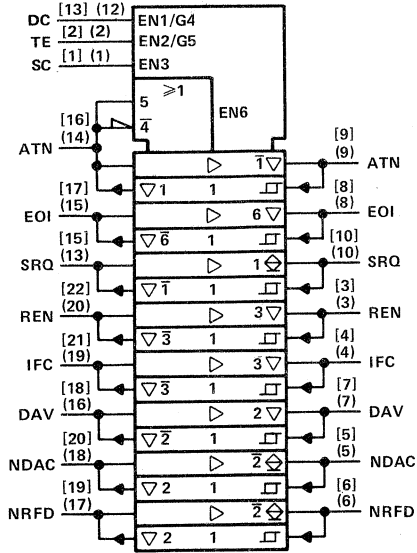 DC [13] (12) EN1/G4
TE [2] (2) EN2/G5
SC [1] (1) EN3
≥1
5
EN6
[16] 4̅ [9]
ATN (14) ▷ 1̅ ▽ (9) ATN
[17] ▽ 1 1 [8]
EOI (15) ▷ 6 ▽ (8) EOI
[15] ▽ 6̅ 1 [10]
SRQ (13) ▷ 1 (10) SRQ
[22] ▽ 1̅ 1 [3]
REN (20) ▷ 3 ▽ (3) REN
[21] ▽ 3̅ 1 [4]
IFC (19) ▷ 3 ▽ (4) IFC
[18] ▽ 3̅ 1 [7]
DAV (16) ▷ 2 ▽ (7) DAV
[20] ▽ 2̅ 1 [5]
NDAC (18) ▷ 2̅ (5) NDAC
[19] ▽ 2 1 [6]
NRFD (17) ▷ 2̅ (6) NRFD
▽ 2 1